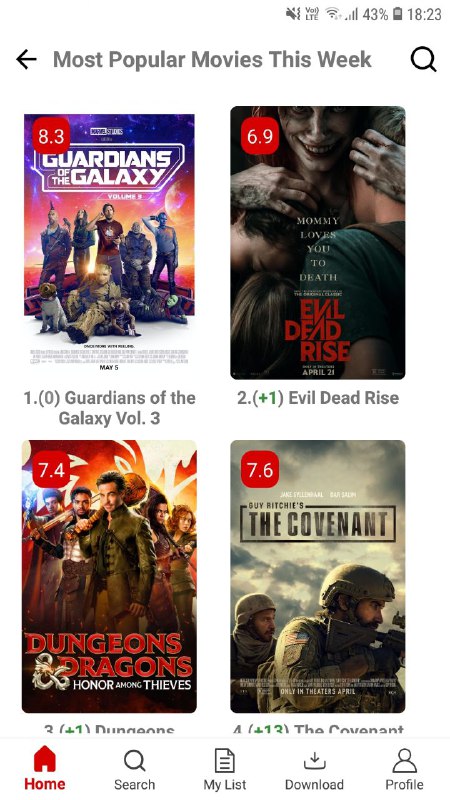 Vo)) LTE 43% 18:23
Most Popular Movies This Week
8.3
MARVEL STUDIOS
GUARDIANS
OF THE GALAXY
VOLUME 3
ONCE MORE WITH FEELING.
MAY 5
1.(0) Guardians of the
Galaxy Vol. 3
6.9
MOMMY
LOVES
YOU
TO
DEATH
THE ORIGINAL CLASSIC
EVIL
DEAD
RISE
APRIL 21
2.(+1) Evil Dead Rise
7.4
DUNGEONS
& DRAGONS
HONOR AMONG THIEVES
3.(+1) Dungeons
7.6
JAKE GYLLENHAAL DAR SALIM
GUY RITCHIE'S
THE COVENANT
ONLY IN THEATERS APRIL
4.(+13) The Covenant
Home
Search
My List
Download
Profile